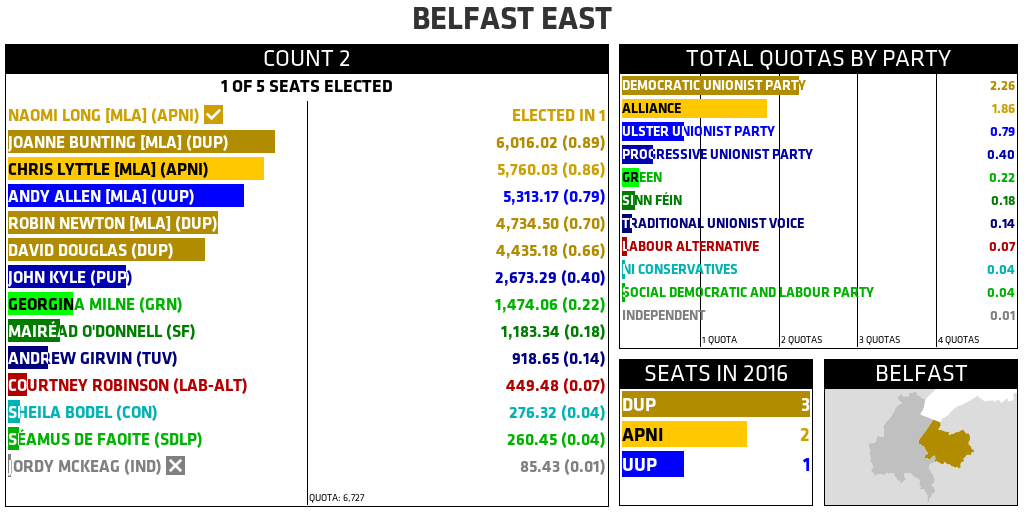 BELFAST EAST
COUNT 2
1 OF 5 SEATS ELECTED
NAOMI LONG [MLA] (APNI) ELECTED IN 1
JOANNE BUNTING [MLA] (DUP) 6,016.02 (0.89)
CHRIS LYTTLE [MLA] (APNI) 5,760.03 (0.86)
ANDY ALLEN [MLA] (UUP) 5,313.17 (0.79)
ROBIN NEWTON [MLA] (DUP) 4,734.50 (0.70)
DAVID DOUGLAS (DUP) 4,435.18 (0.66)
JOHN KYLE (PUP) 2,673.29 (0.40)
GEORGINA MILNE (GRN) 1,474.06 (0.22)
MAIRÉAD O'DONNELL (SF) 1,183.34 (0.18)
ANDREW GIRVIN (TUV) 918.65 (0.14)
COURTNEY ROBINSON (LAB-ALT) 449.48 (0.07)
SHEILA BODEL (CON) 276.32 (0.04)
SÉAMUS DE FAOITE (SDLP) 260.45 (0.04)
JORDY MCKEAG (IND) 85.43 (0.01)
QUOTA: 6,727
TOTAL QUOTAS BY PARTY
DEMOCRATIC UNIONIST PARTY 2.26
ALLIANCE 1.86
ULSTER UNIONIST PARTY 0.79
PROGRESSIVE UNIONIST PARTY 0.40
GREEN 0.22
SINN FÉIN 0.18
TRADITIONAL UNIONIST VOICE 0.14
LABOUR ALTERNATIVE 0.07
NI CONSERVATIVES 0.04
SOCIAL DEMOCRATIC AND LABOUR PARTY 0.04
INDEPENDENT 0.01
1 QUOTA 2 QUOTAS 3 QUOTAS 4 QUOTAS
SEATS IN 2016
DUP 3
APNI 2
UUP 1
BELFAST